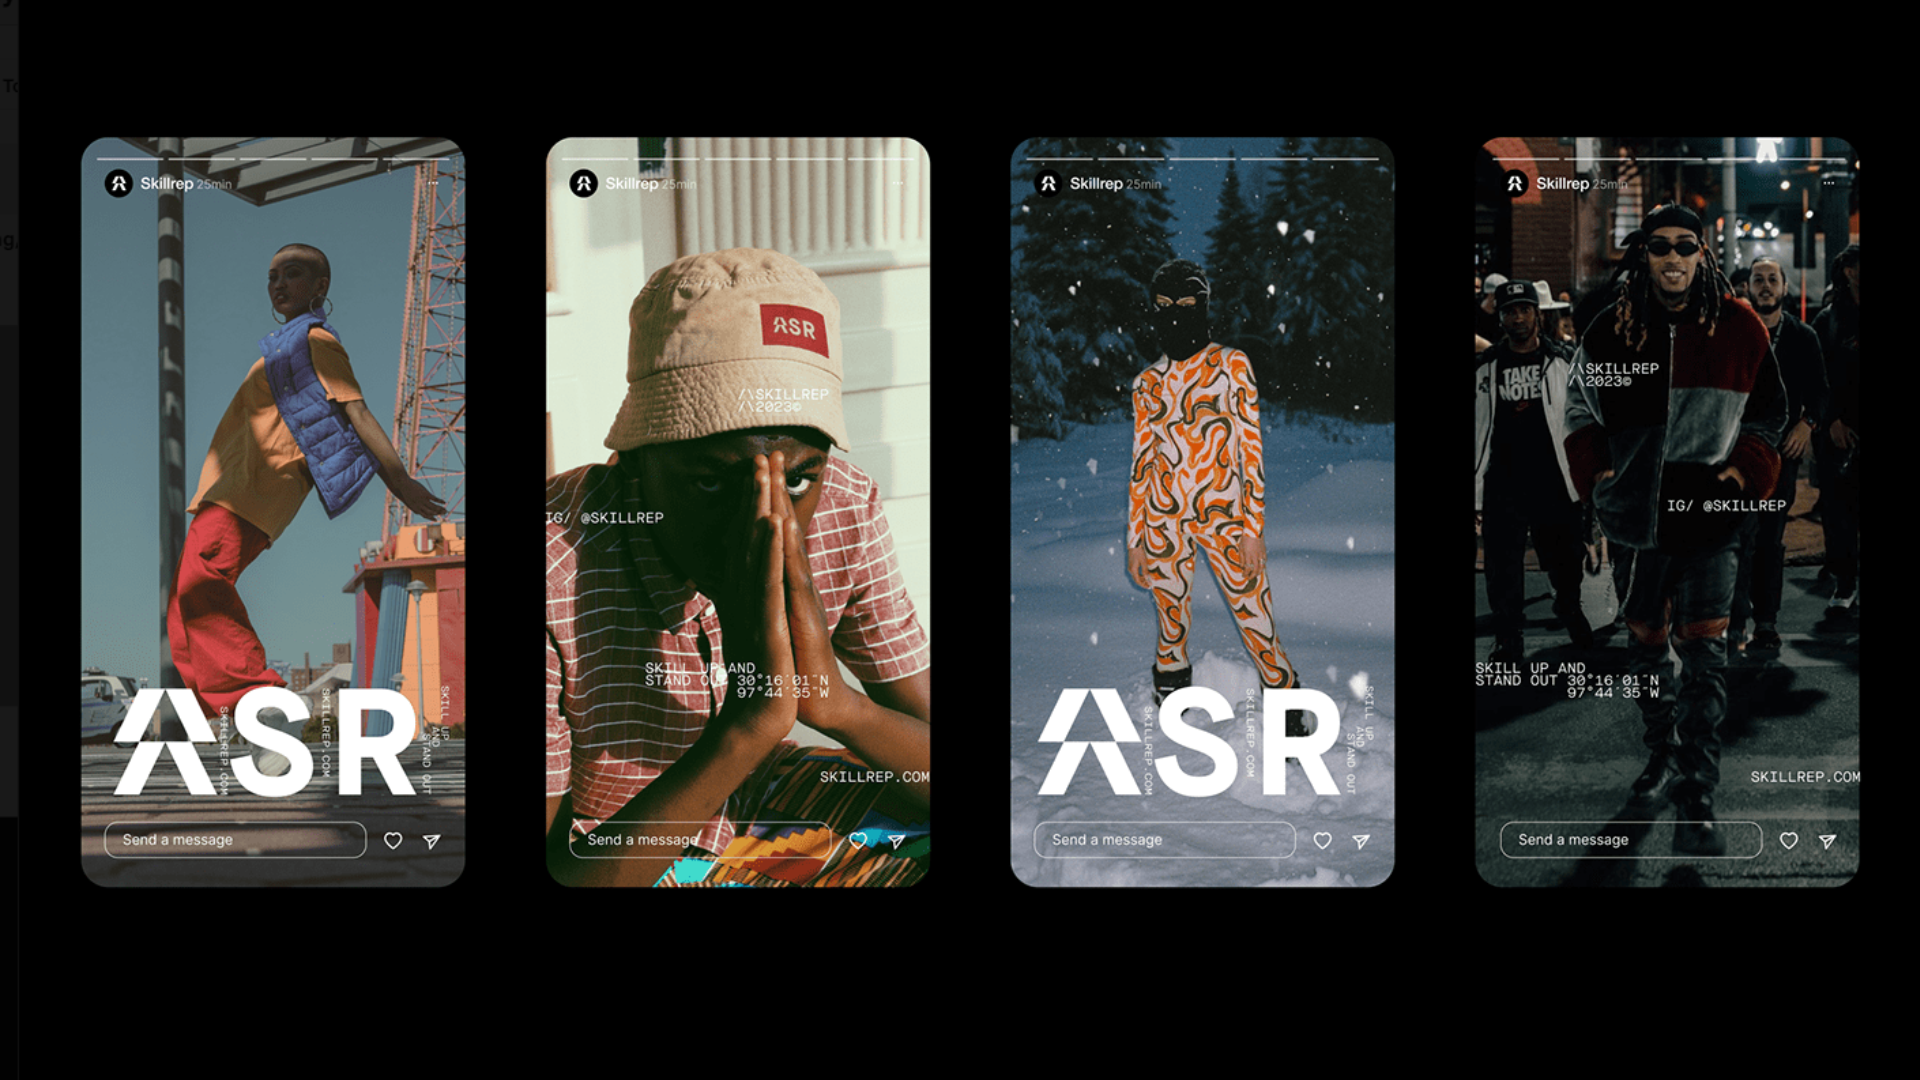 To
Skillrep 25min
SKILLREP.COM
SKILLREP.COM
SKILL UP
AND
STAND OUT
ASR
Send a message
Skillrep 25min
ASR
/\SKILLREP
/\2023©
IG/ @SKILLREP
SKILL UP AND
STAND OUT 30°16′01″N
97°44′35″W
SKILLREP.COM
Send a message
Skillrep 25min
SKILLREP.COM
SKILLREP.COM
SKILL UP
AND
STAND OUT
ASR
Send a message
Skillrep 25min
/\SKILLREP
/\2023©
TAKE
NOTES
IG/ @SKILLREP
SKILL UP AND
STAND OUT 30°16′01″N
97°44′35″W
SKILLREP.COM
Send a message